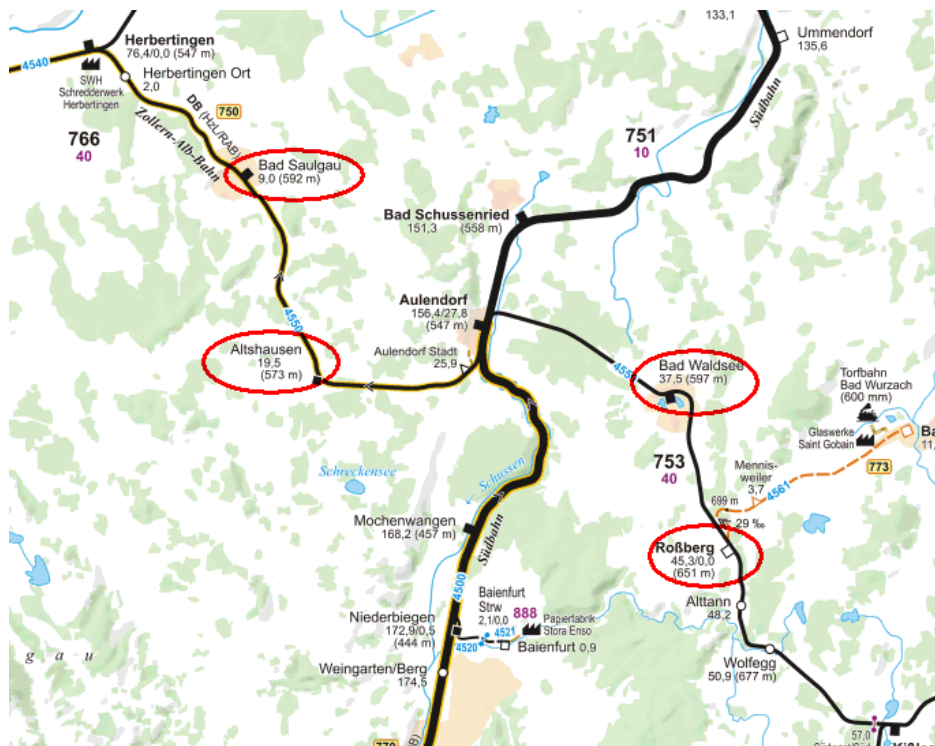 133,1
Ummendorf
135,6
Herbertingen
76,4/0,0 (547 m)
4540
SWH
Schredderwerk
Herbertingen
Herbertingen Ort
2,0
DB (HzL/RAB)
750
Zollern-Alb-Bahn
766
40
751
10
Südbahn
Bad Saulgau
9,0 (592 m)
Bad Schussenried
151,3 (558 m)
4550
Aulendorf
156,4/27,8
(547 m)
Altshausen
19,5
(573 m)
Aulendorf Stadt
25,9
455
Bad Waldsee
37,5 (597 m)
Torfbahn
Bad Wurzach
(600 mm)
Glaswerke
Saint Gobain
Ba
11,
773
753
40
Mennis-
weiler
3,7
4561
699 m
29 ‰
Schreckensee
Schussen
Südbahn
Mochenwangen
168,2 (457 m)
Roßberg
45,3/0,0
(651 m)
4500
Alttann
48,2
Baienfurt
Strw
2,1/0,0
888
Papierfabrik
Stora Enso
Niederbiegen
172,9/0,5
(444 m)
4521
4520
Baienfurt 0,9
g a u
Weingarten/Berg
174,5
Wolfegg
50,9 (677 m)
57,0